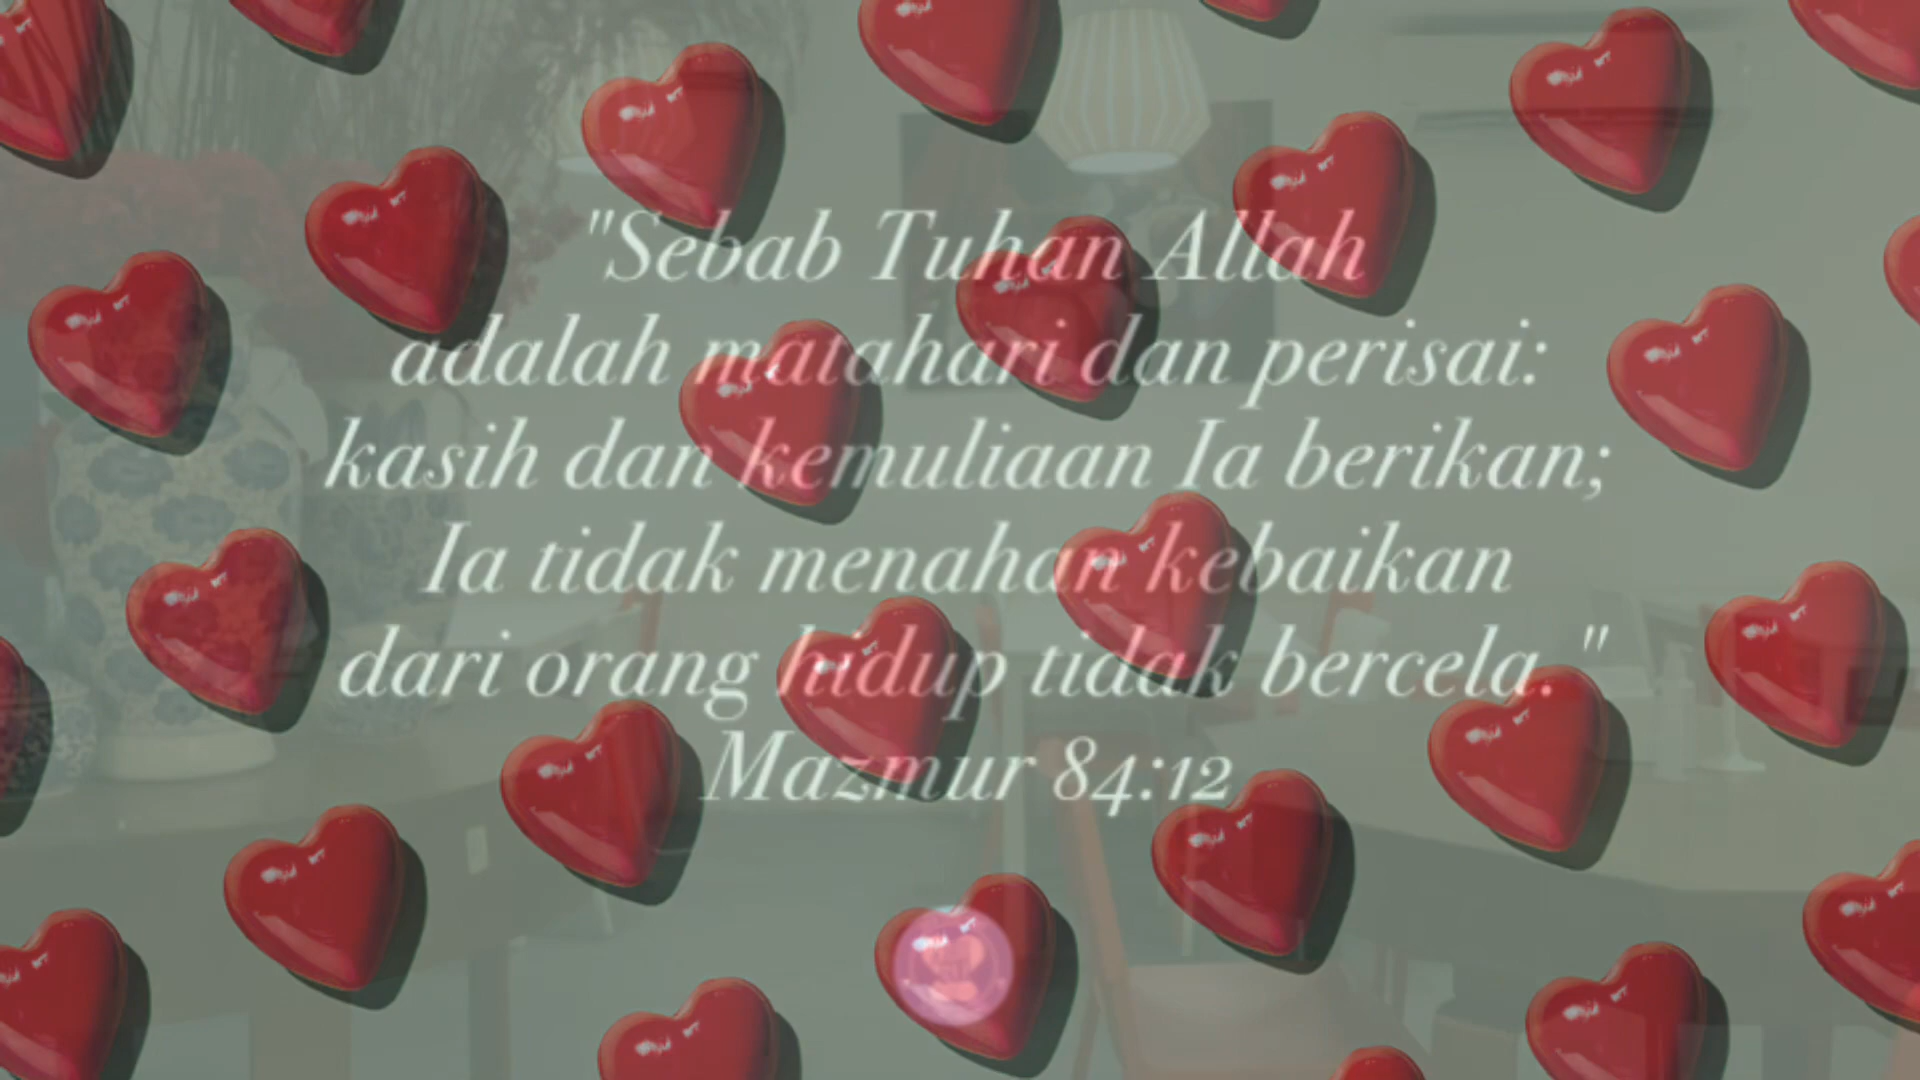 "Sebab Tuhan Allah
adalah matahari dan perisai:
kasih dan kemuliaan Ia berikan;
Ia tidak menahan kebaikan
dari orang hidup tidak bercela."
Mazmur 84:12